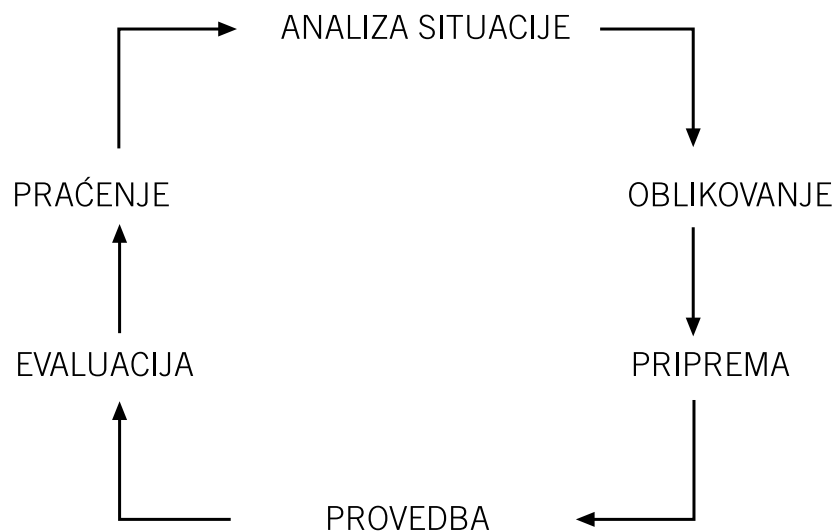 ANALIZA SITUACIJE
PRAĆENJE
OBLIKOVANJE
EVALUACIJA
PRIPREMA
PROVEDBA